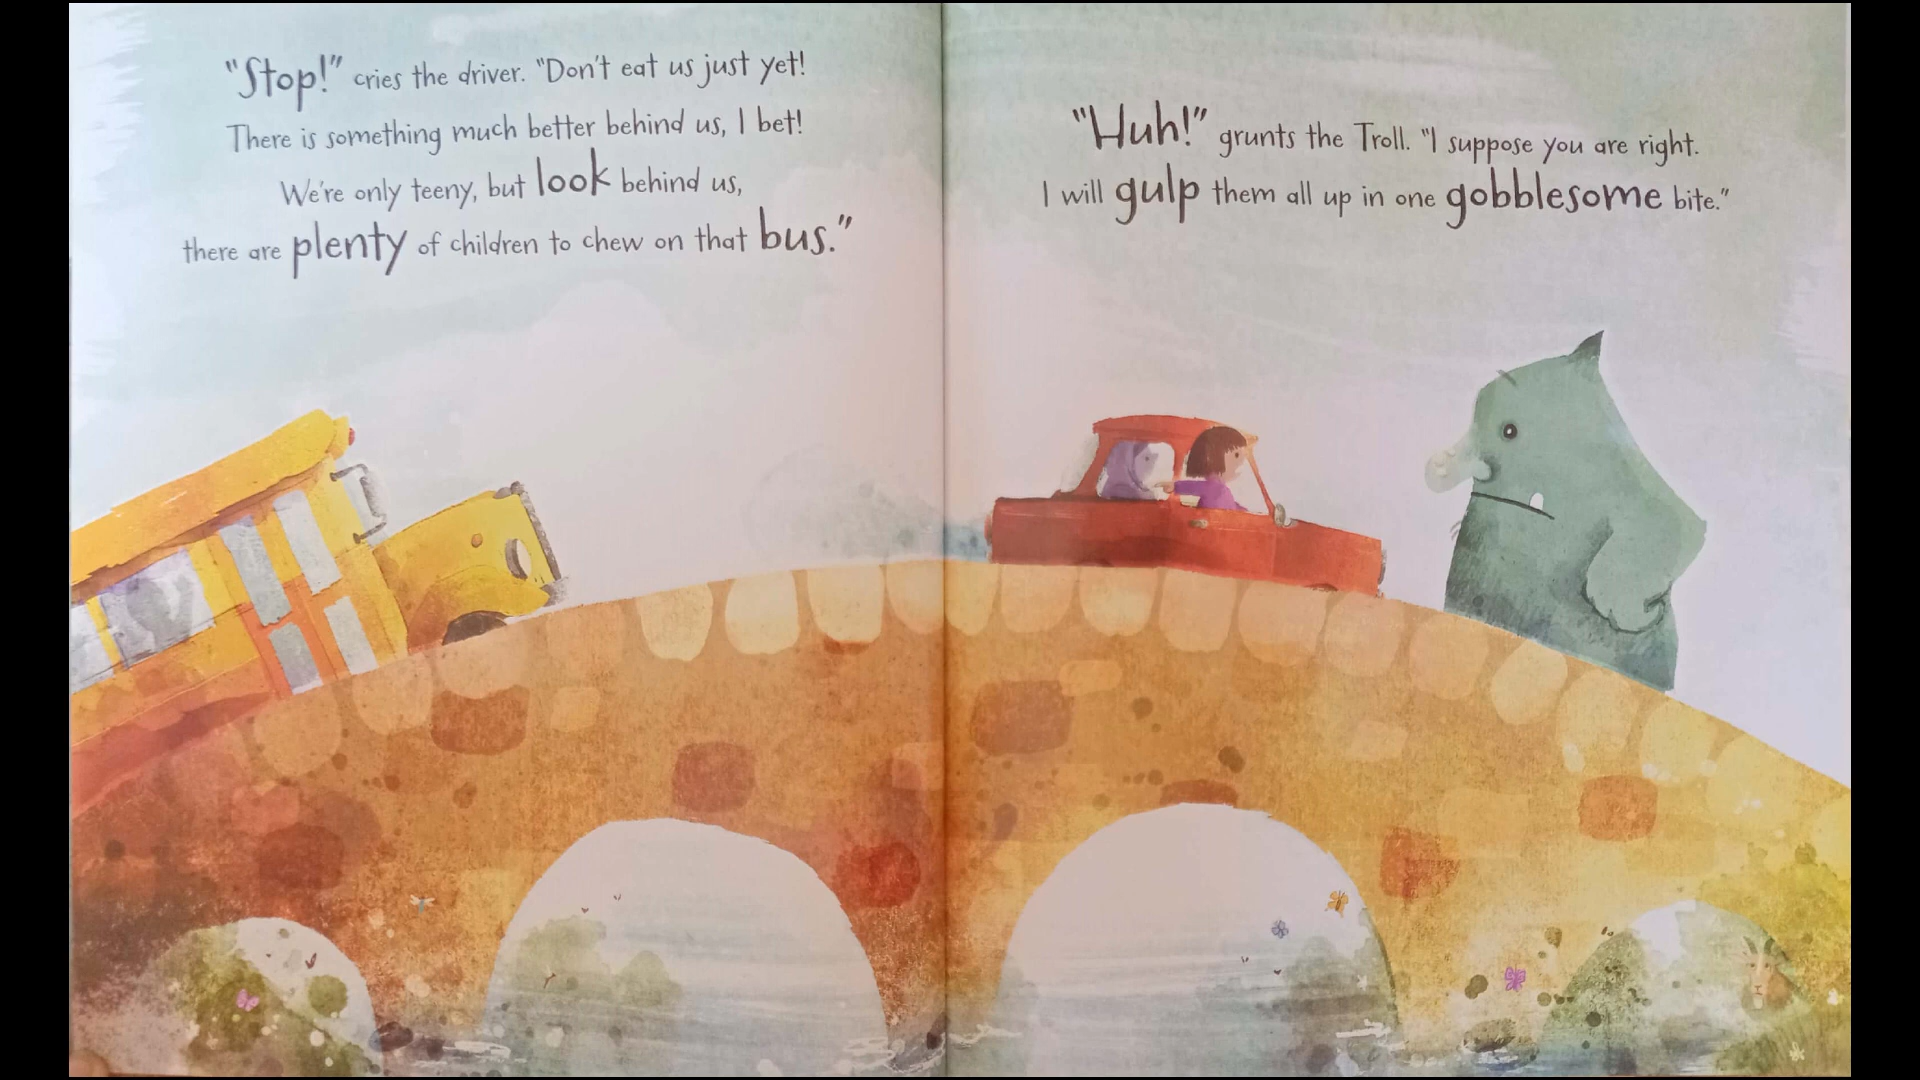 "Stop!" cries the driver. "Don't eat us just yet!
There is something much better behind us, I bet!
We're only teeny, but look behind us,
there are plenty of children to chew on that bus."
"Huh!" grunts the Troll. "I suppose you are right.
I will gulp them all up in one gobblesome bite."